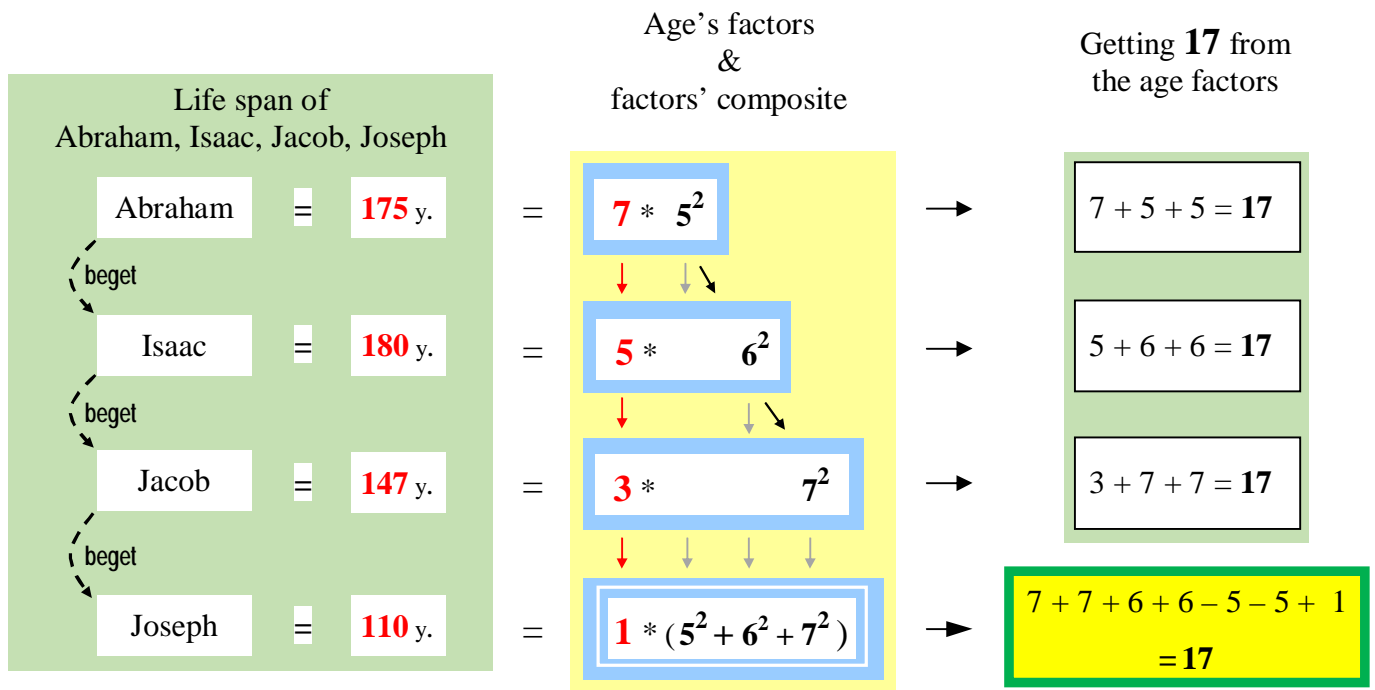 Age’s factors
&
factors’ composite
Getting 17 from
the age factors
Life span of
Abraham, Isaac, Jacob, Joseph
Abraham = 175 y. = 7 * 5² 7 + 5 + 5 = 17
beget
Isaac = 180 y. = 5 * 6² 5 + 6 + 6 = 17
beget
Jacob = 147 y. = 3 * 7² 3 + 7 + 7 = 17
beget
Joseph = 110 y. = 1 * (5² + 6² + 7²) 7 + 7 + 6 + 6 – 5 – 5 + 1
= 17